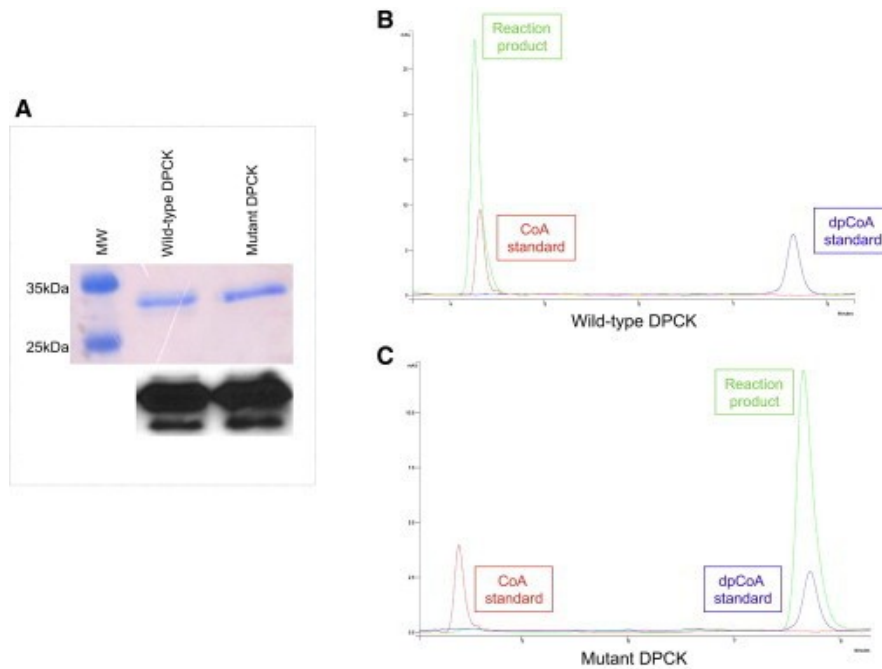 A
MW
Wild-type DPCK
Mutant DPCK
35kDa
25kDa
B
Reaction
product
CoA
standard
dpCoA
standard
Wild-type DPCK
C
Reaction
product
CoA
standard
dpCoA
standard
Mutant DPCK